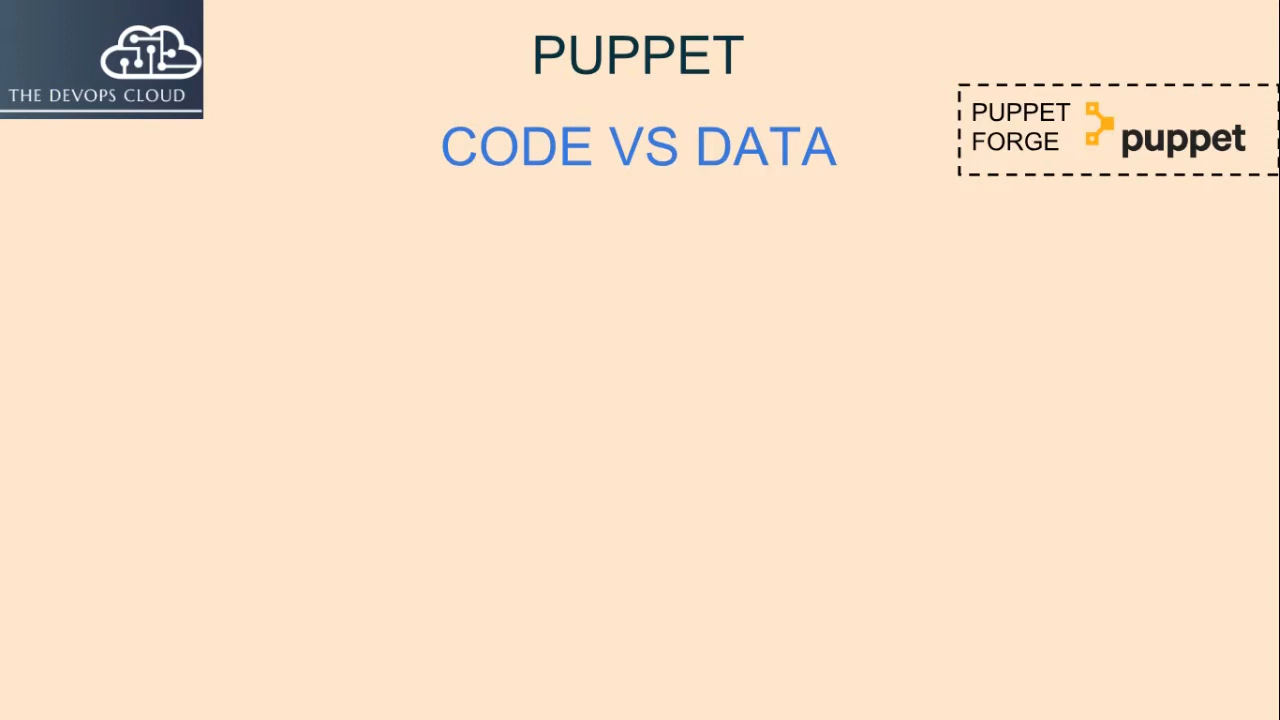 THE DEVOPS CLOUD
PUPPET
CODE VS DATA
PUPPET
FORGE
puppet